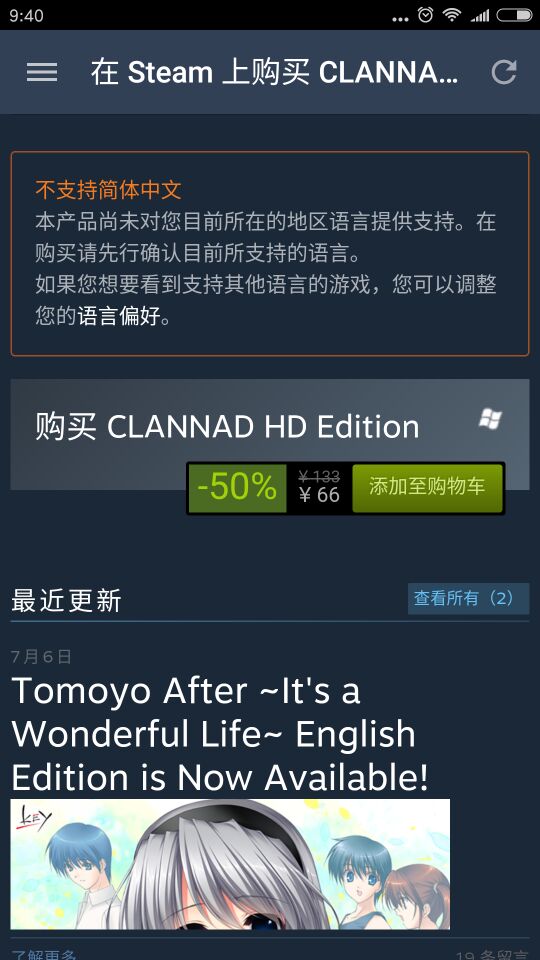 9:40
在 Steam 上购买 CLANNA...
不支持简体中文
本产品尚未对您目前所在的地区语言提供支持。在
购买请先行确认目前所支持的语言。
如果您想要看到支持其他语言的游戏，您可以调整
您的语言偏好。
购买 CLANNAD HD Edition
-50%
¥ 133
¥ 66
添加至购物车
最近更新
查看所有（2）
7月6日
Tomoyo After ~It's a
Wonderful Life~ English
Edition is Now Available!
key
了解更多
19 条留言